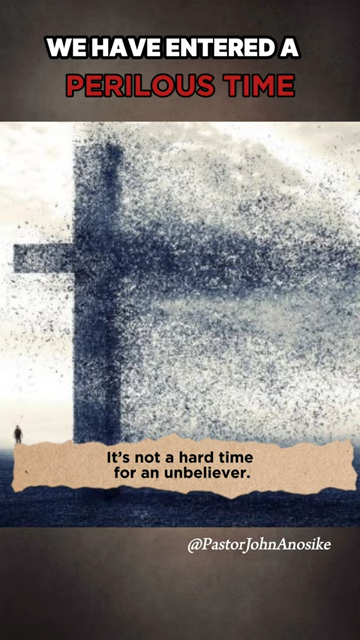 WE HAVE ENTERED A
PERILOUS TIME
It's not a hard time
for an unbeliever.
@PastorJohnAnosike